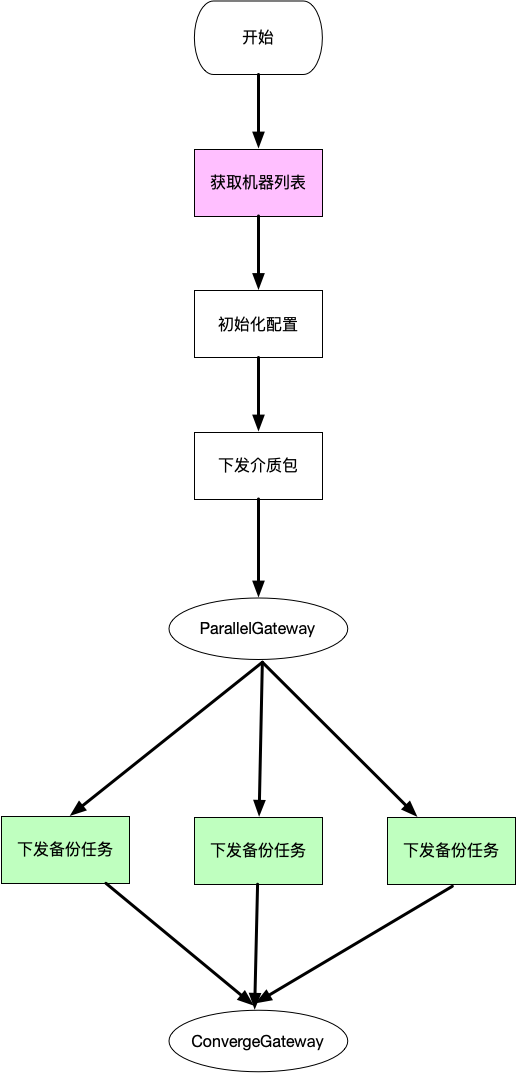 开始
获取机器列表
初始化配置
下发介质包
ParallelGateway
下发备份任务
下发备份任务
下发备份任务
ConvergeGateway